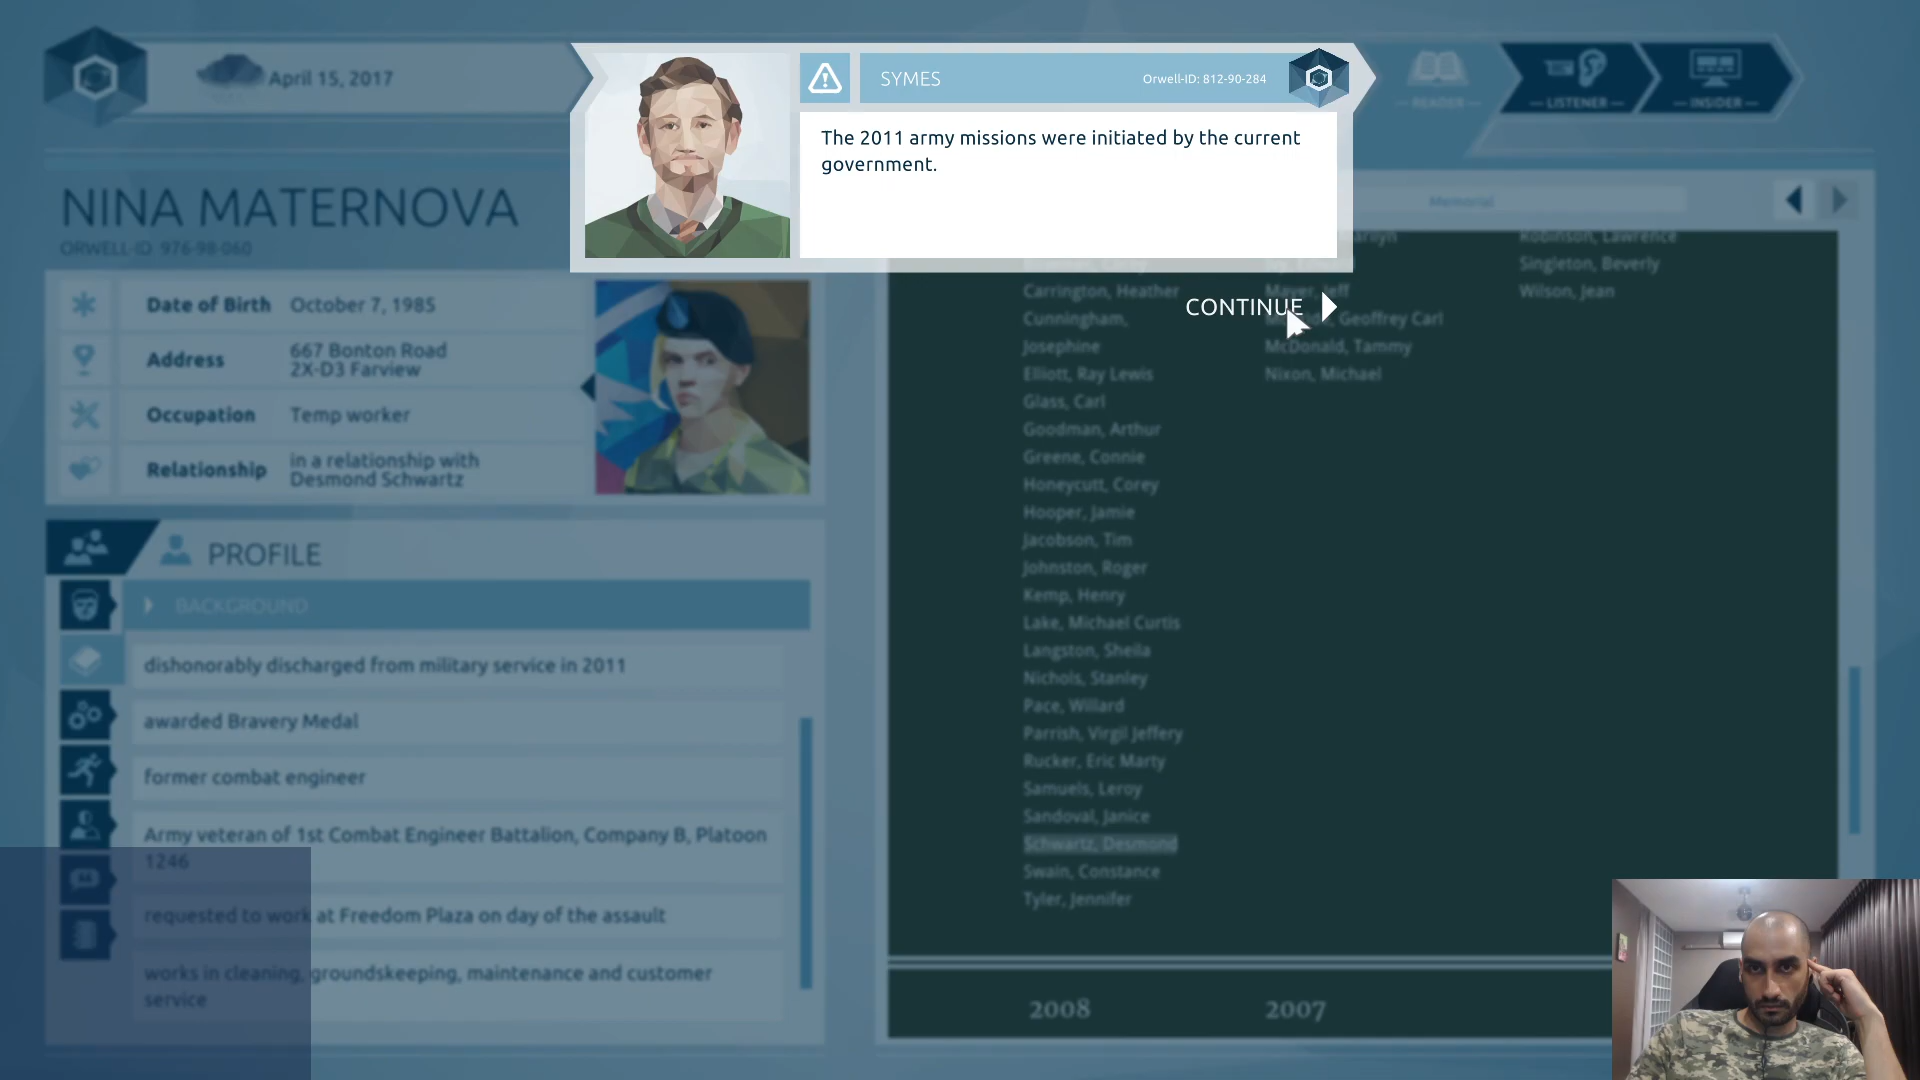 April 15, 2017
SYMES
Orwell-ID: 812-90-284
The 2011 army missions were initiated by the current
government.
CONTINUE
READER
LISTENER
INSIDER
NINA MATERNOVA
ORWELL-ID 976-98-060
Date of Birth October 7, 1985
Address 667 Bonton Road
2X-D3 Farview
Occupation Temp worker
Relationship in a relationship with
Desmond Schwartz
PROFILE
BACKGROUND
dishonorably discharged from military service in 2011
awarded Bravery Medal
former combat engineer
Army veteran of 1st Combat Engineer Battalion, Company B, Platoon
1246
requested to work at Freedom Plaza on day of the assault
works in cleaning, groundskeeping, maintenance and customer
service
Memorial
Carrington, Heather
Cunningham,
Josephine
Elliott, Ray Lewis
Glass, Carl
Goodman, Arthur
Greene, Connie
Honeycutt, Corey
Hooper, Jamie
Jacobson, Tim
Johnston, Roger
Kemp, Henry
Lake, Michael Curtis
Langston, Sheila
Nichols, Stanley
Pace, Willard
Parrish, Virgil Jeffery
Rucker, Eric Marty
Samuels, Leroy
Sandoval, Janice
Schwartz, Desmond
Swain, Constance
Tyler, Jennifer
Mayer, Jeff
Geoffrey Carl
McDonald, Tammy
Nixon, Michael
Robinson, Lawrence
Singleton, Beverly
Wilson, Jean
2008
2007